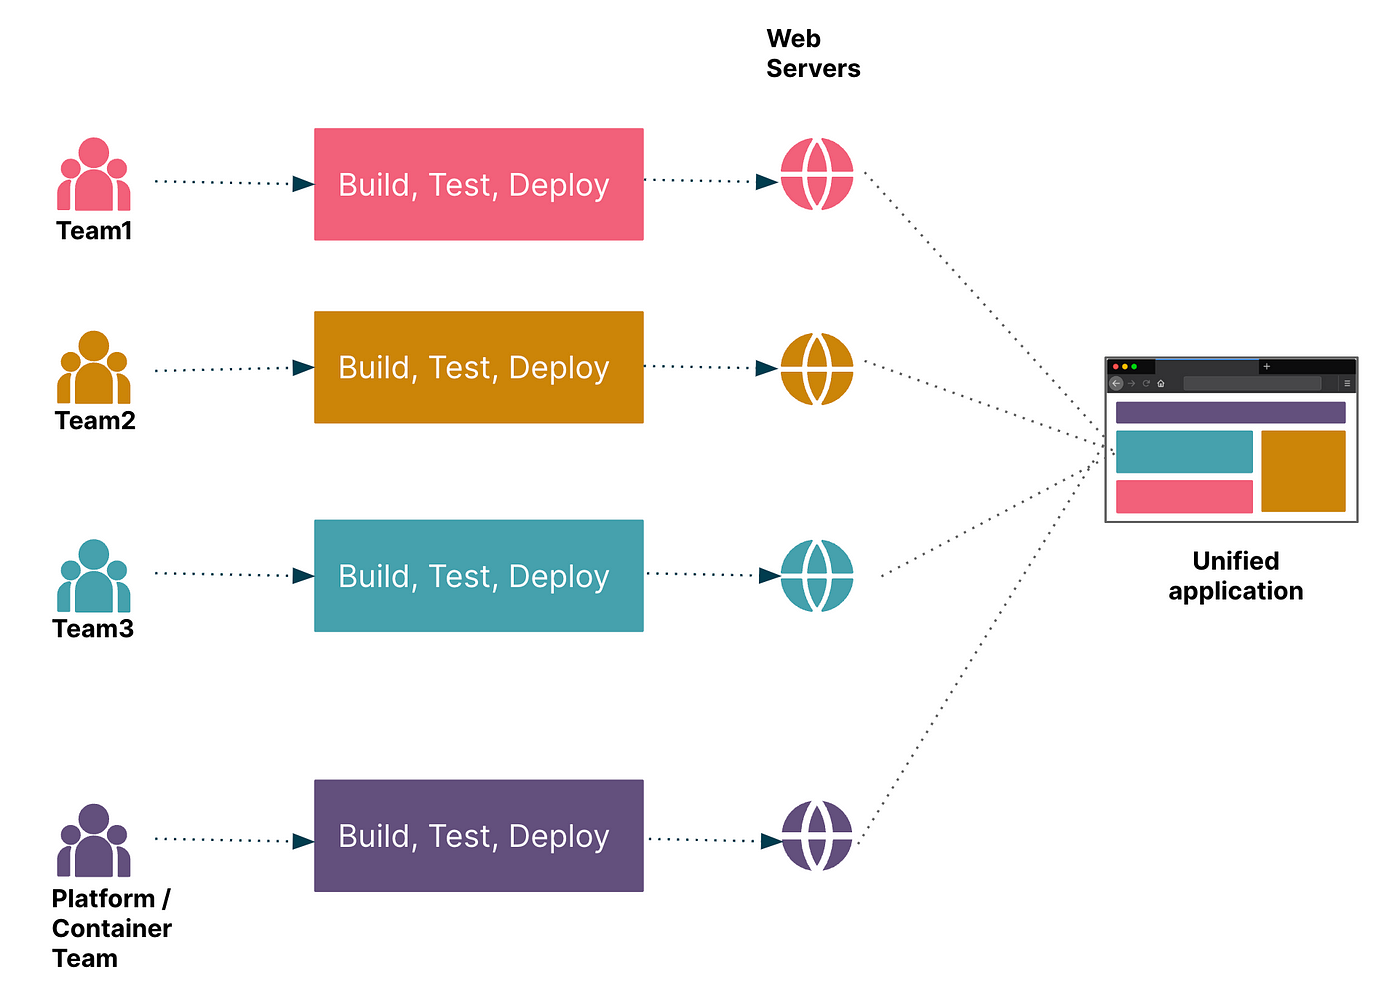 Web
Servers
Build, Test, Deploy
Team1
Build, Test, Deploy
Team2
Build, Test, Deploy
Team3
Unified
application
Build, Test, Deploy
Platform /
Container
Team